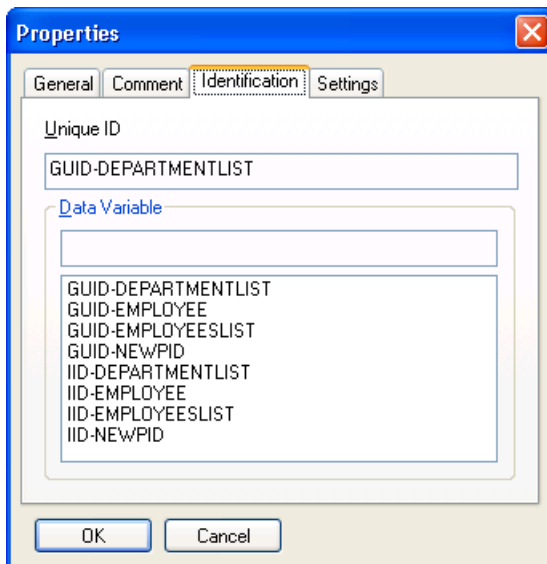 Properties
General Comment Identification Settings
Unique ID
GUID-DEPARTMENTLIST
Data Variable
GUID-DEPARTMENTLIST
GUID-EMPLOYEE
GUID-EMPLOYEESLIST
GUID-NEWPID
IID-DEPARTMENTLIST
IID-EMPLOYEE
IID-EMPLOYEESLIST
IID-NEWPID
OK Cancel